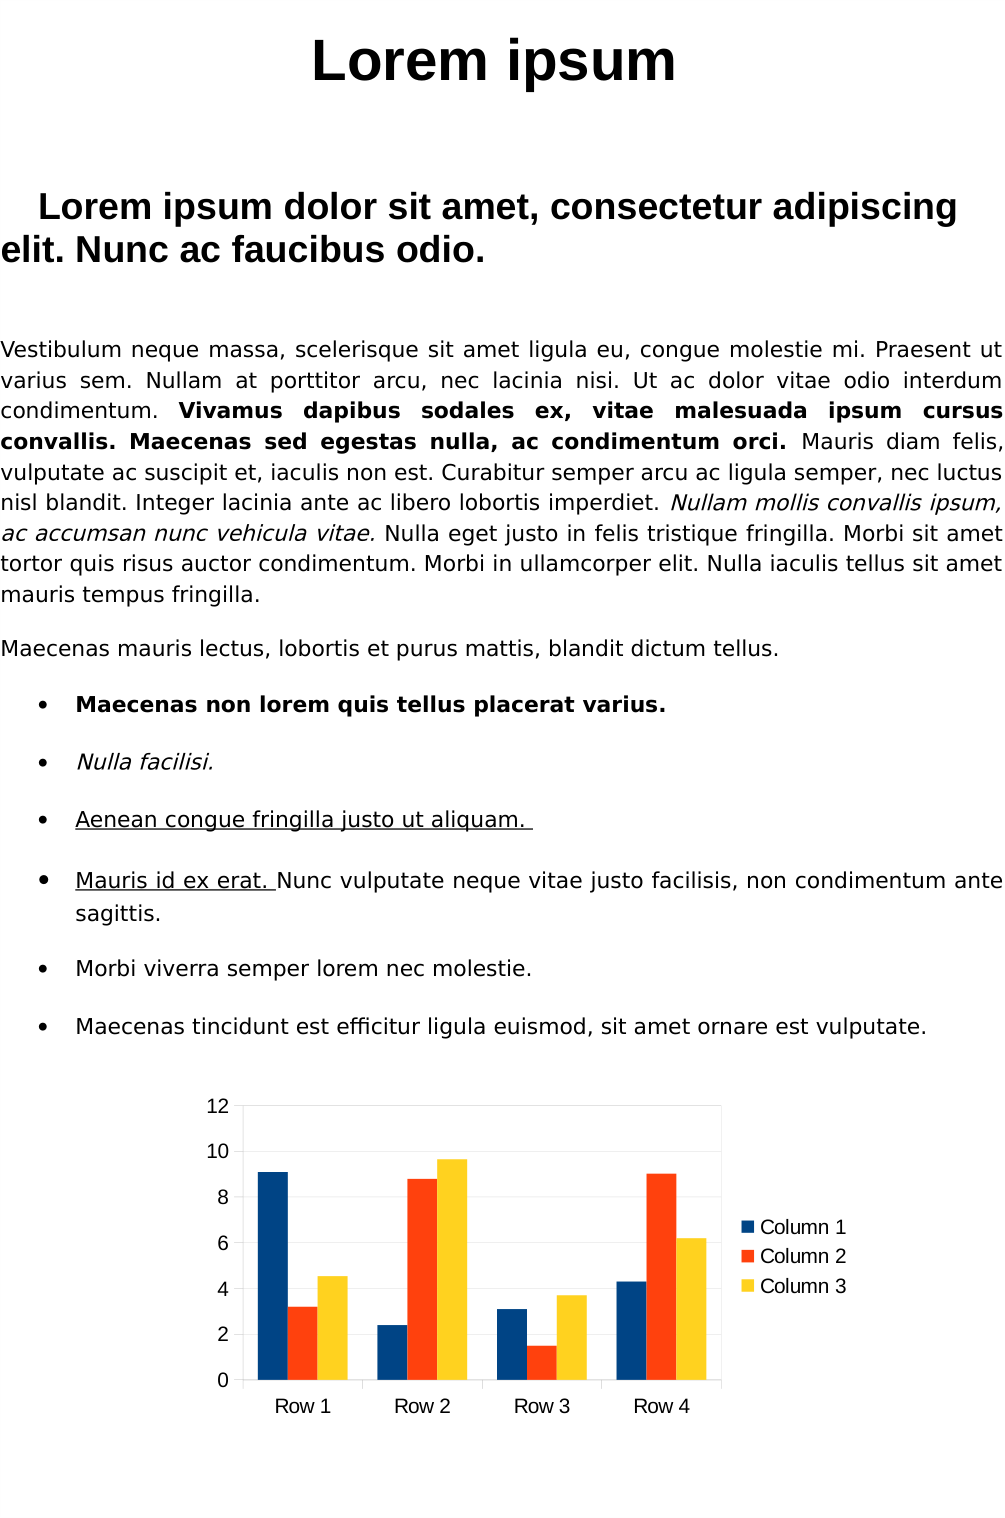 Lorem ipsum
Lorem ipsum dolor sit amet, consectetur adipiscing
elit. Nunc ac faucibus odio.
Vestibulum neque massa, scelerisque sit amet ligula eu, congue molestie mi. Praesent ut
varius sem. Nullam at porttitor arcu, nec lacinia nisi. Ut ac dolor vitae odio interdum
condimentum. Vivamus dapibus sodales ex, vitae malesuada ipsum cursus
convallis. Maecenas sed egestas nulla, ac condimentum orci. Mauris diam felis,
vulputate ac suscipit et, iaculis non est. Curabitur semper arcu ac ligula semper, nec luctus
nisl blandit. Integer lacinia ante ac libero lobortis imperdiet. Nullam mollis convallis ipsum,
ac accumsan nunc vehicula vitae. Nulla eget justo in felis tristique fringilla. Morbi sit amet
tortor quis risus auctor condimentum. Morbi in ullamcorper elit. Nulla iaculis tellus sit amet
mauris tempus fringilla.
Maecenas mauris lectus, lobortis et purus mattis, blandit dictum tellus.
• Maecenas non lorem quis tellus placerat varius.
• Nulla facilisi.
• Aenean congue fringilla justo ut aliquam.
• Mauris id ex erat. Nunc vulputate neque vitae justo facilisis, non condimentum ante
sagittis.
• Morbi viverra semper lorem nec molestie.
• Maecenas tincidunt est efficitur ligula euismod, sit amet ornare est vulputate.
12
10
8
6
4
2
0
Row 1 Row 2 Row 3 Row 4
Column 1
Column 2
Column 3